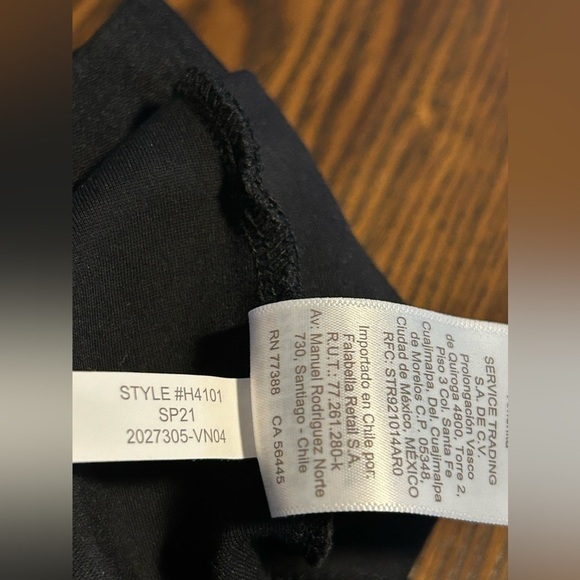 STYLE #H4101
SP21
2027305-VN04
SERVICE TRADING
S.A. DE C.V.
Prolongación Vasco
de Quiroga 4800, Torre 2,
Piso 3 Col. Santa Fe
Cuajimalpa, Del. Cuajimalpa
de Morelos C.P. 05348,
Ciudad de México, MÉXICO
RFC: STR921014AR0
Importado en Chile por:
Falabella Retail S.A.
R.U.T.: 77.261.280-k
Av. Manuel Rodríguez Norte
730, Santiago - Chile
RN 77388 CA 56445